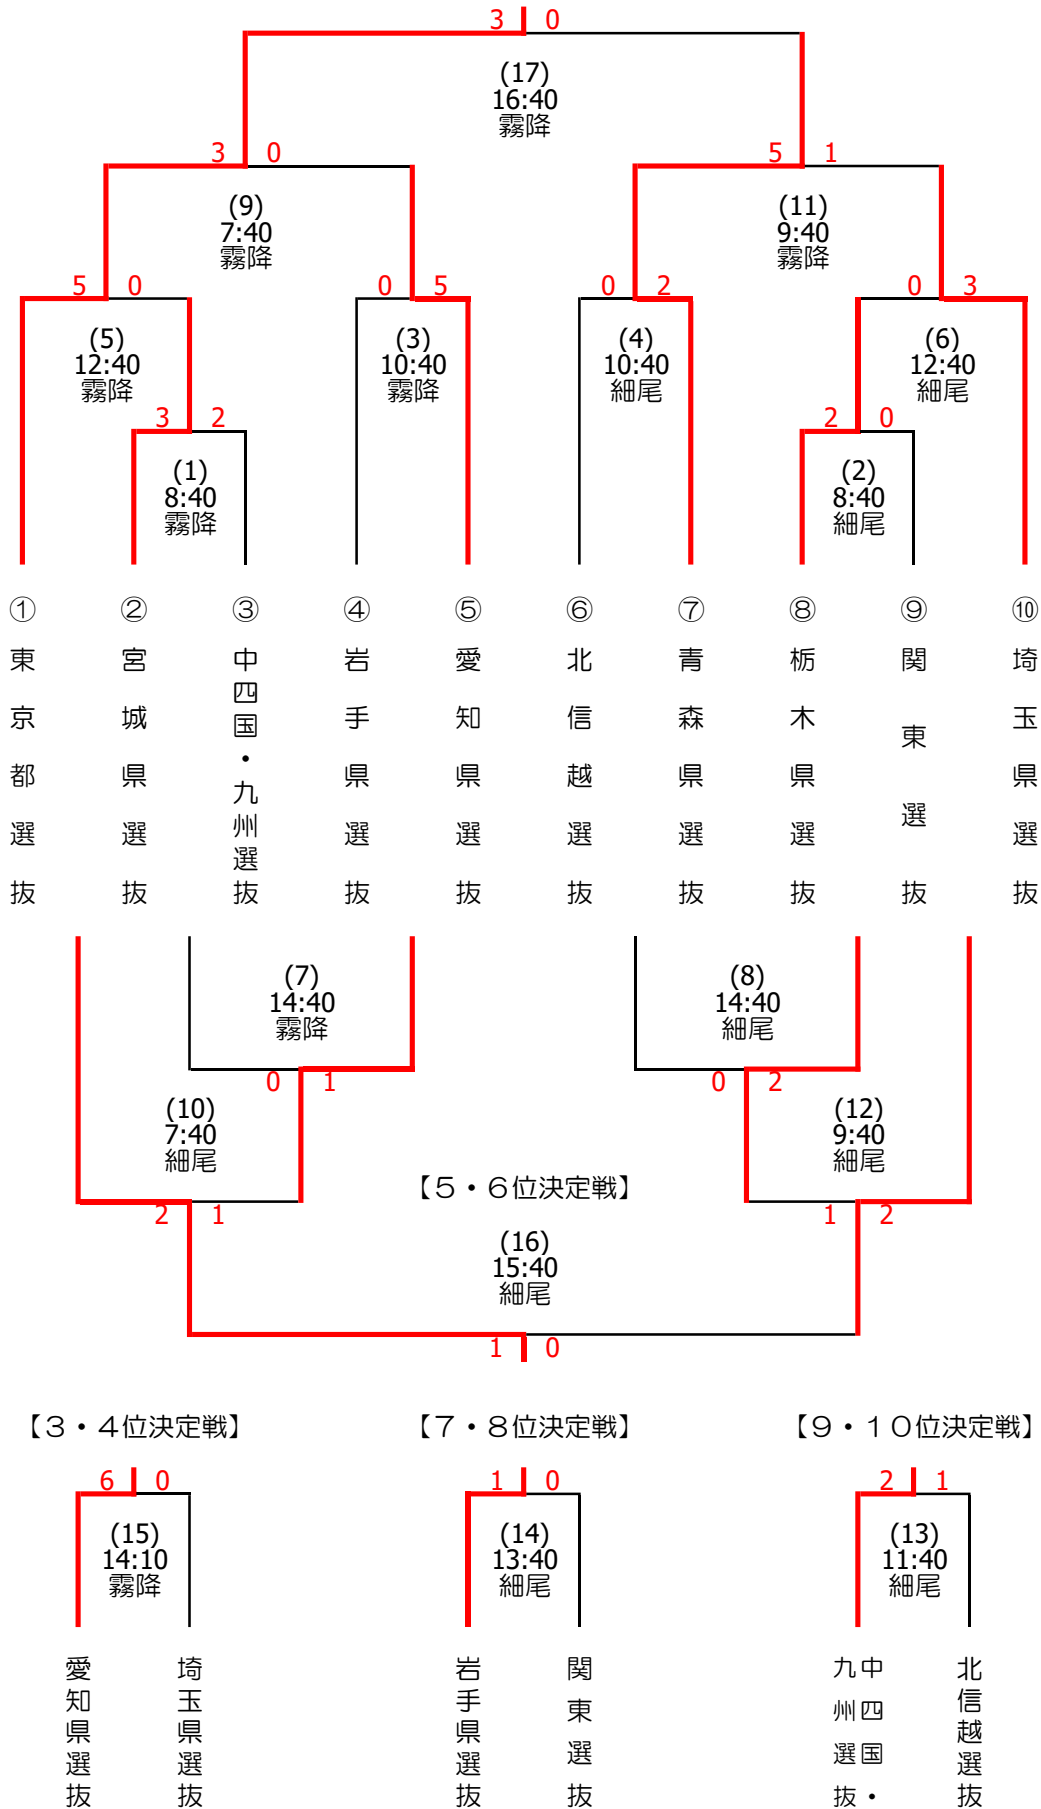 3 0
(17)
16:40
霧降
3 0
5 1
(9)
7:40
霧降
(11)
9:40
霧降
5 0
0 5
0 2
0 3
(5)
12:40
霧降
(3)
10:40
霧降
(4)
10:40
細尾
(6)
12:40
細尾
3 2
2 0
(1)
8:40
霧降
(2)
8:40
細尾
① 東京都選抜
② 宮城県選抜
③ 中四国・九州選抜
④ 岩手県選抜
⑤ 愛知県選抜
⑥ 北信越選抜
⑦ 青森県選抜
⑧ 栃木県選抜
⑨ 関東選抜
⑩ 埼玉県選抜
(7)
14:40
霧降
(8)
14:40
細尾
0 1
0 2
(10)
7:40
細尾
(12)
9:40
細尾
2 1
1 2
【5・6位決定戦】
(16)
15:40
細尾
1 0
【3・4位決定戦】
【7・8位決定戦】
【9・10位決定戦】
6 0
1 0
2 1
(15)
14:10
霧降
(14)
13:40
細尾
(13)
11:40
細尾
愛知県選抜
埼玉県選抜
岩手県選抜
関東選抜
中四国・
九州選抜
北信越選抜